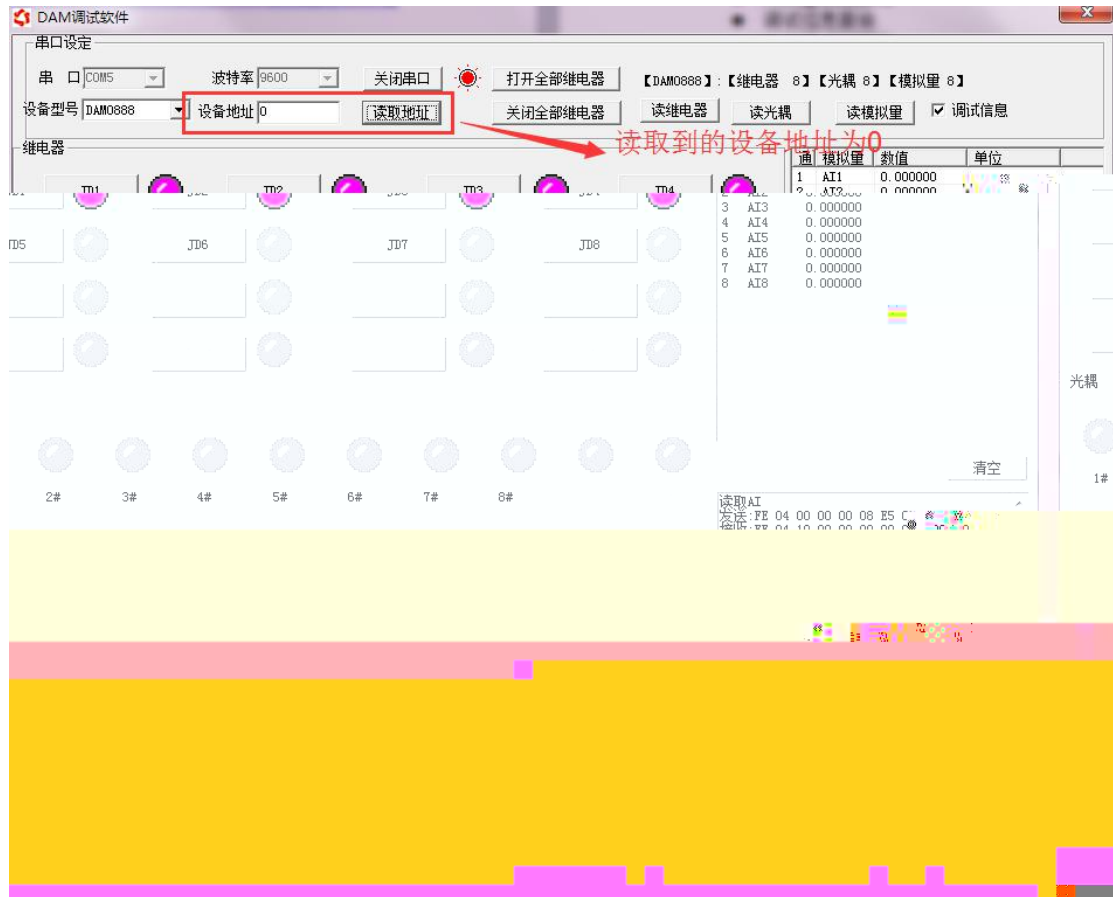 DAM调试软件
串口设定
串 口 COM5 波特率 9600 关闭串口 打开全部继电器 【DAM0888】:【继电器 8】【光耦 8】【模拟量 8】
设备型号 DAM0888 设备地址 0 读取地址 关闭全部继电器 读继电器 读光耦 读模拟量 调试信息
读取到的设备地址为0
继电器
通 模拟量 数值 单位
JD1 JD2 JD3 JD4
1 AI1 0.000000
2 AI2 0.000000
3 AI3 0.000000
4 AI4 0.000000
JD5 JD6 JD7 JD8
5 AI5 0.000000
6 AI6 0.000000
7 AI7 0.000000
8 AI8 0.000000
光耦
清空
1#
2# 3# 4# 5# 6# 7# 8#
读取AI
发送:FE 04 00 00 00 08 E5